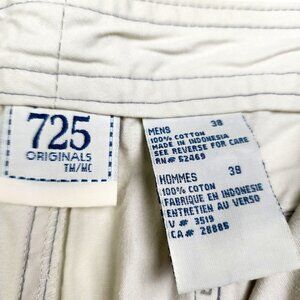 725
ORIGINALS
TM/MC
MENS 38
100% COTTON
MADE IN INDONESIA
SEE REVERSE FOR CARE
RN# 52469
HOMMES 38
100% COTON
FABRIQUE EN INDONESIE
ENTRETIEN AU VERSO
V # 3519
CA# 28885